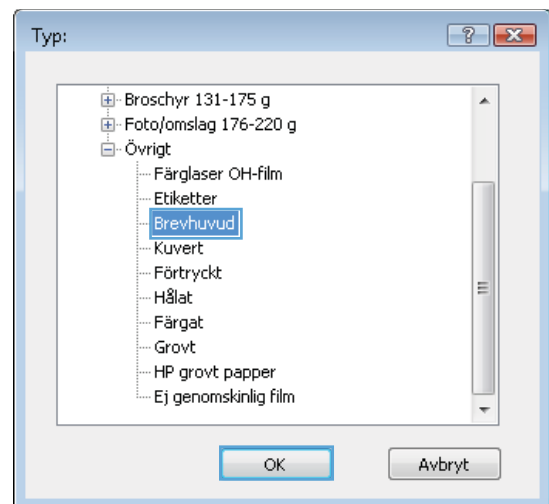 Typ:
Broschyr 131-175 g
Foto/omslag 176-220 g
Övrigt
Färglaser OH-film
Etiketter
Brevhuvud
Kuvert
Förtryckt
Hålat
Färgat
Grovt
HP grovt papper
Ej genomskinlig film
OK Avbryt